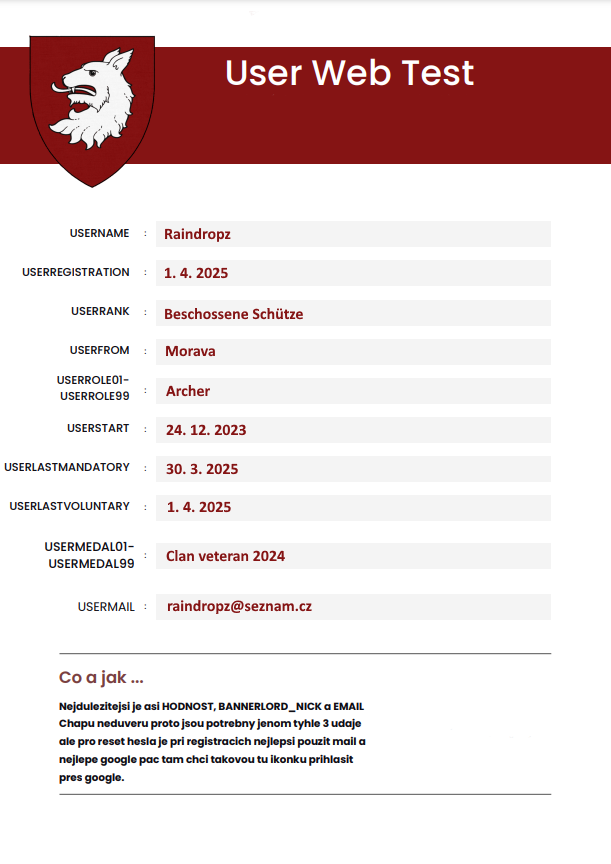 User Web Test
USERNAME : Raindropz
USERREGISTRATION : 1. 4. 2025
USERRANK : Beschossene Schütze
USERFROM : Morava
USERROLE01-
USERROLE99 : Archer
USERSTART : 24. 12. 2023
USERLASTMANDATORY : 30. 3. 2025
USERLASTVOLUNTARY : 1. 4. 2025
USERMEDAL01-
USERMEDAL99 : Clan veteran 2024
USERMAIL : raindropz@seznam.cz
Co a jak ...
Nejdulezitejsi je asi HODNOST, BANNERLORD_NICK a EMAIL
Chapu neduveru proto jsou potrebny jenom tyhle 3 udaje
ale pro reset hesla je pri registracich nejlepsi pouzit mail a
nejlepe google pac tam chci takovou tu ikonku prihlasit
pres google.